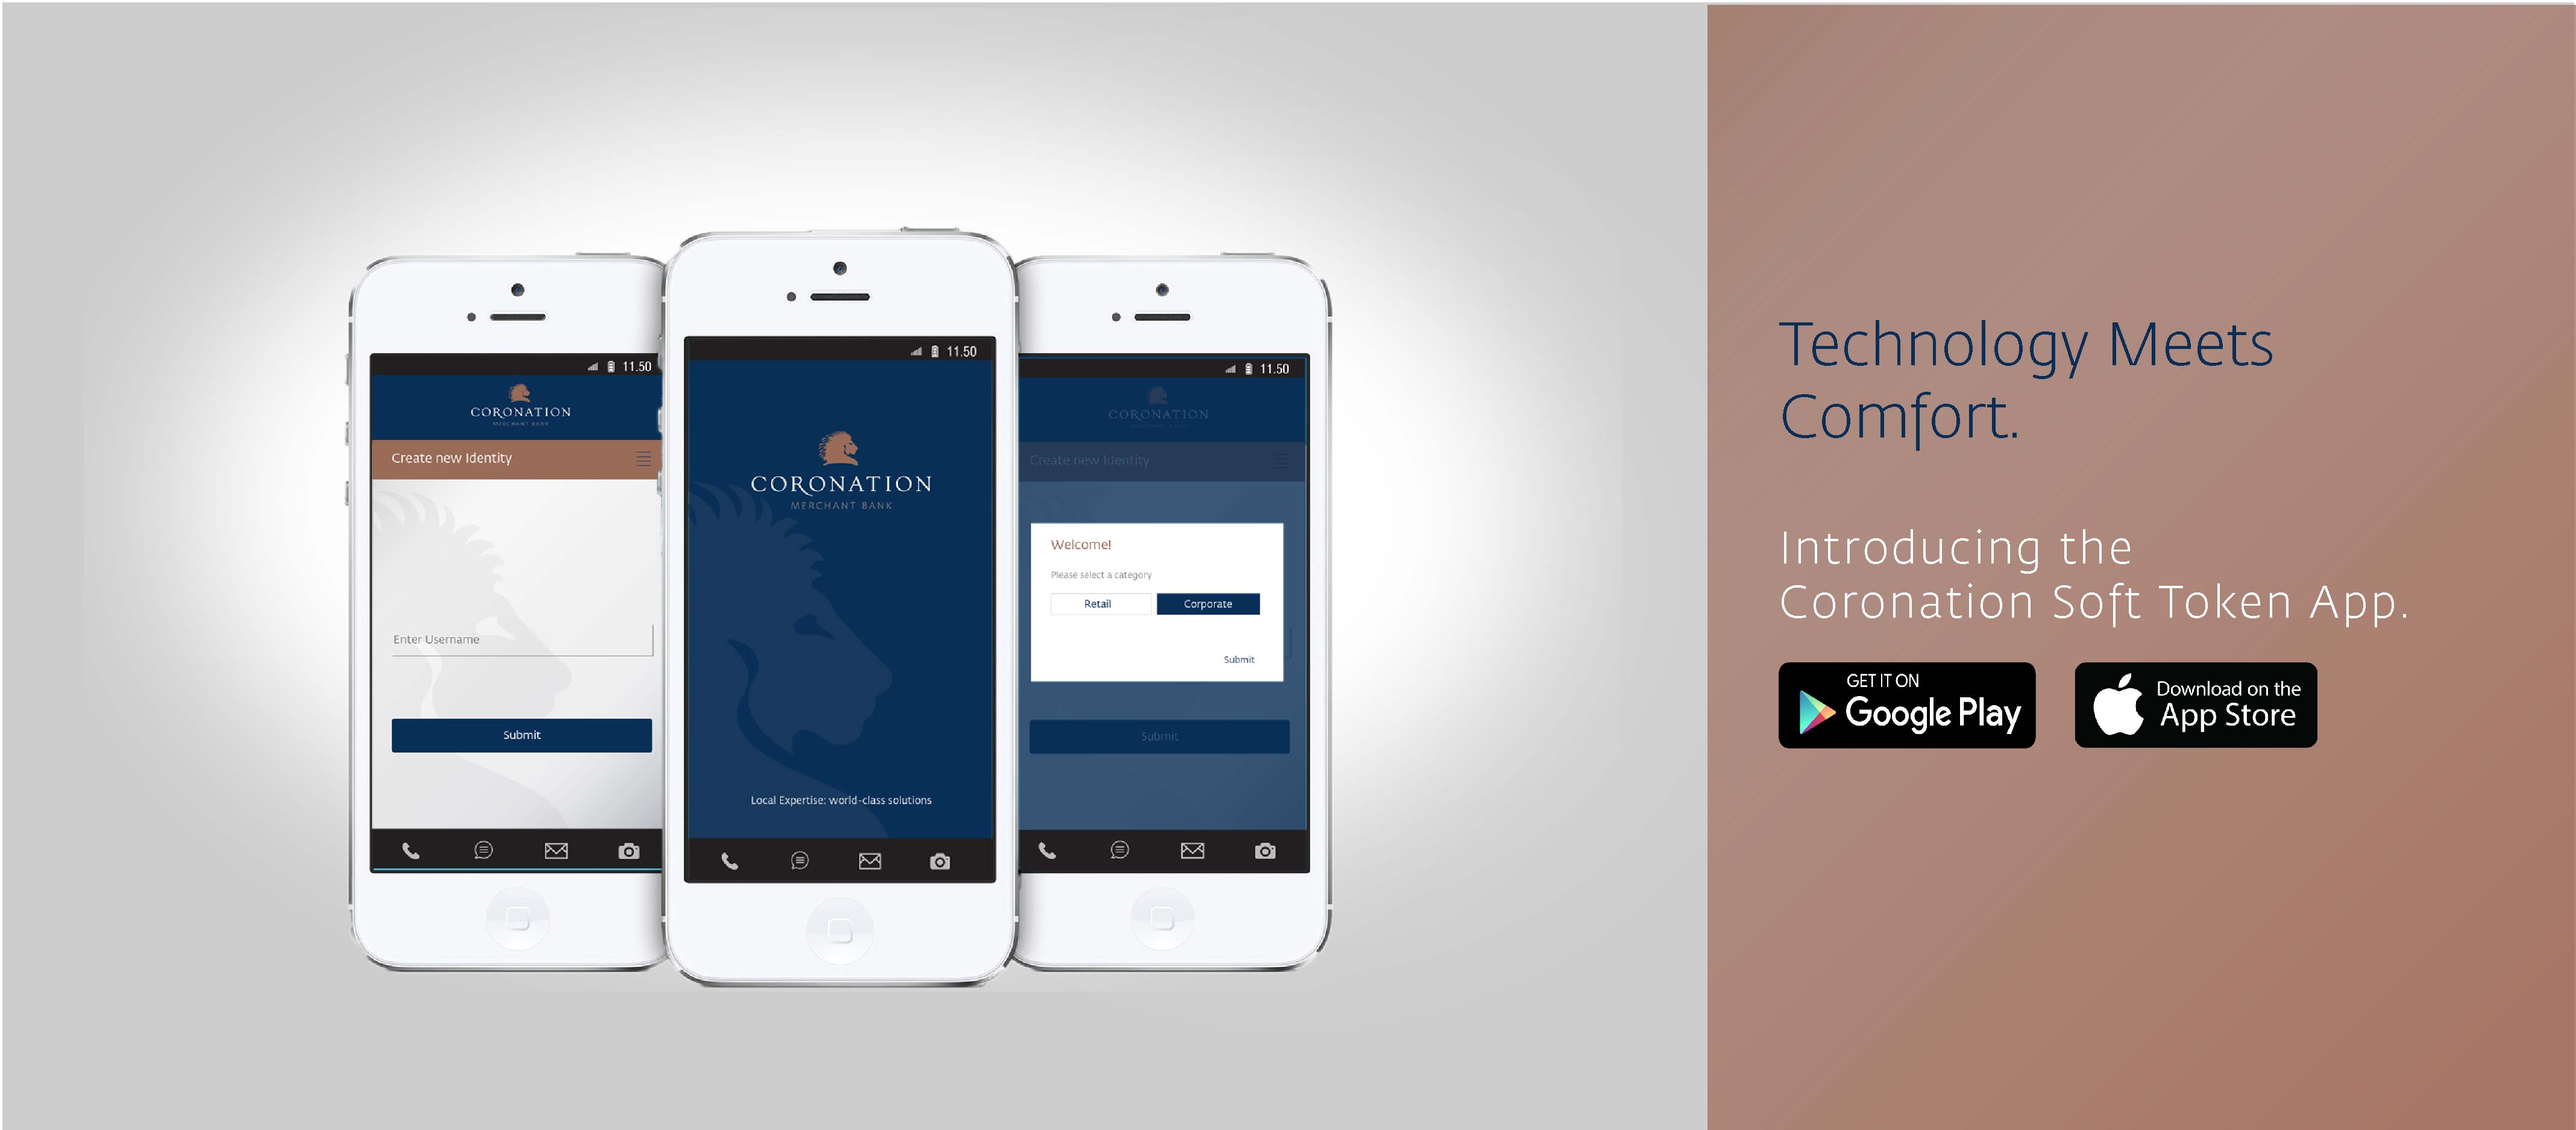 11.50
CORONATION
MERCHANT BANK
Create new Identity
Enter Username
Submit
11.50
CORONATION
MERCHANT BANK
Local Expertise: world-class solutions
11.50
CORONATION
MERCHANT BANK
Create new Identity
Welcome!
Please select a category
Retail Corporate
Submit
Submit
Technology Meets
Comfort.
Introducing the
Coronation Soft Token App.
GET IT ON
Google Play
Download on the
App Store